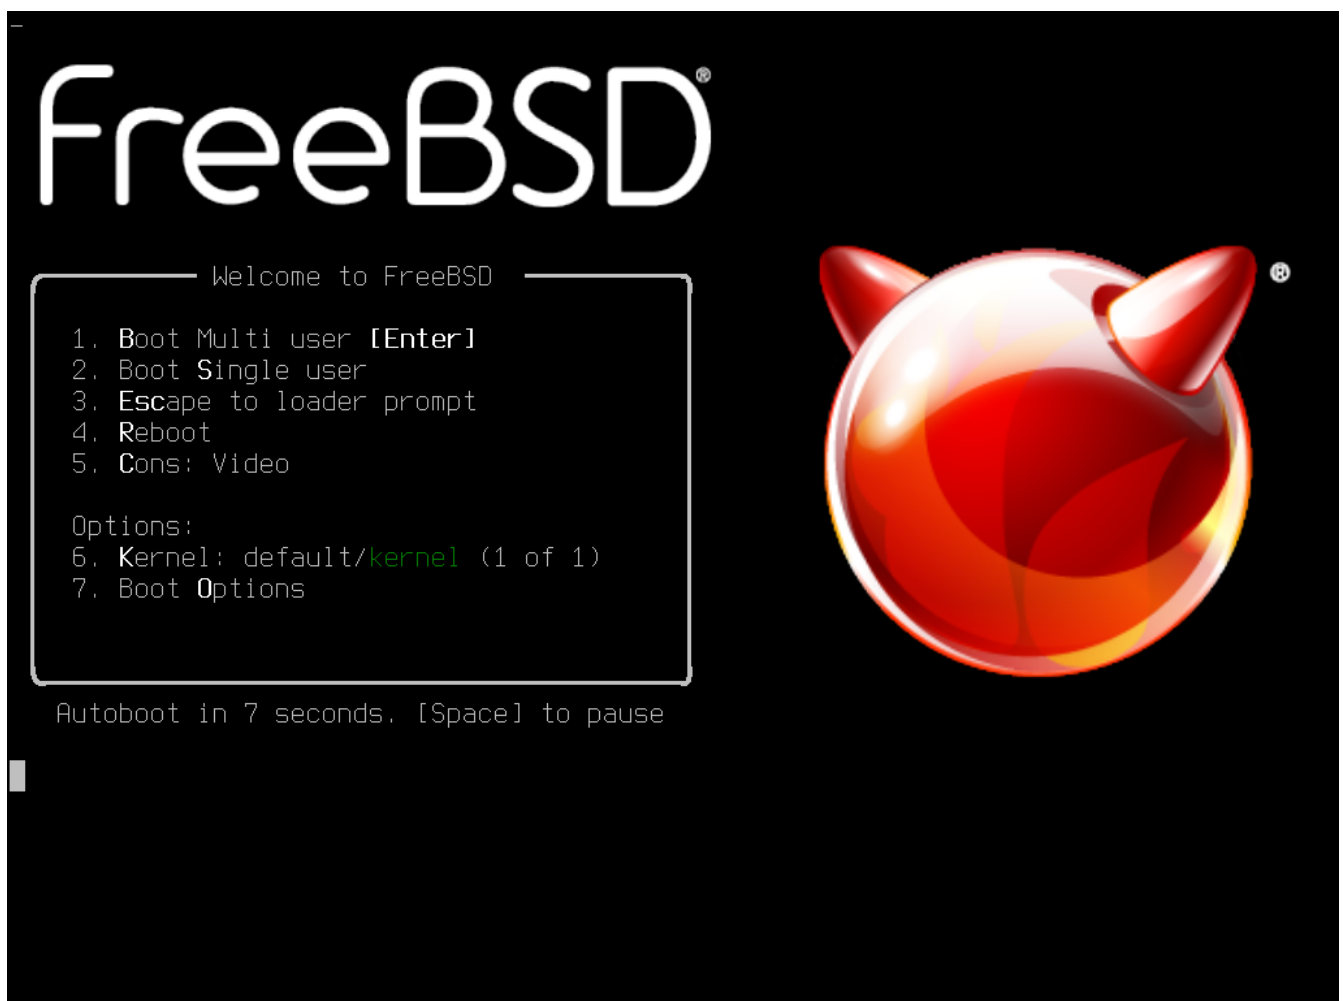 FreeBSD®
Welcome to FreeBSD
1. Boot Multi user [Enter]
2. Boot Single user
3. Escape to loader prompt
4. Reboot
5. Cons: Video
Options:
6. Kernel: default/kernel (1 of 1)
7. Boot Options
Autoboot in 7 seconds. [Space] to pause
®